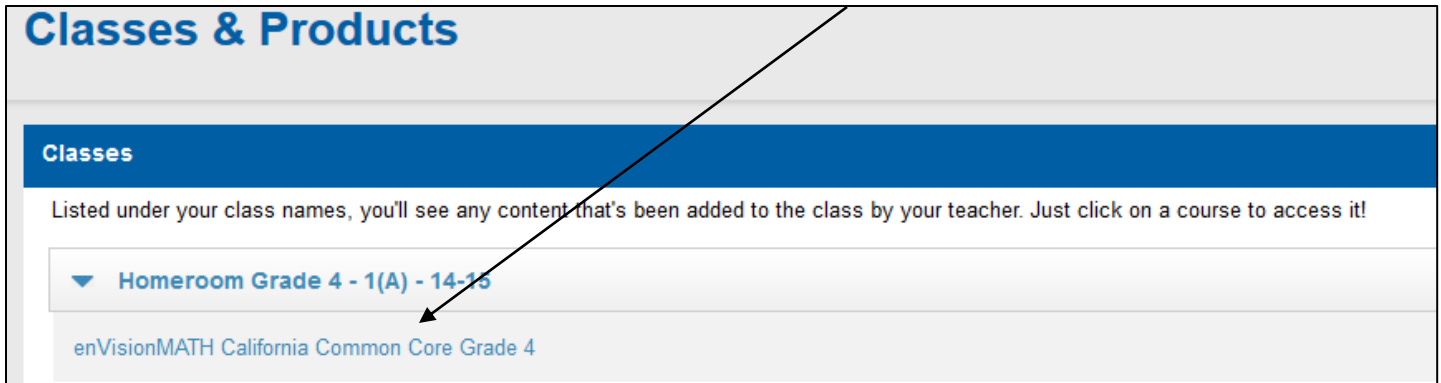 Classes & Products
Classes
Listed under your class names, you'll see any content that's been added to the class by your teacher. Just click on a course to access it!
Homeroom Grade 4 - 1(A) - 14-15
enVisionMATH California Common Core Grade 4